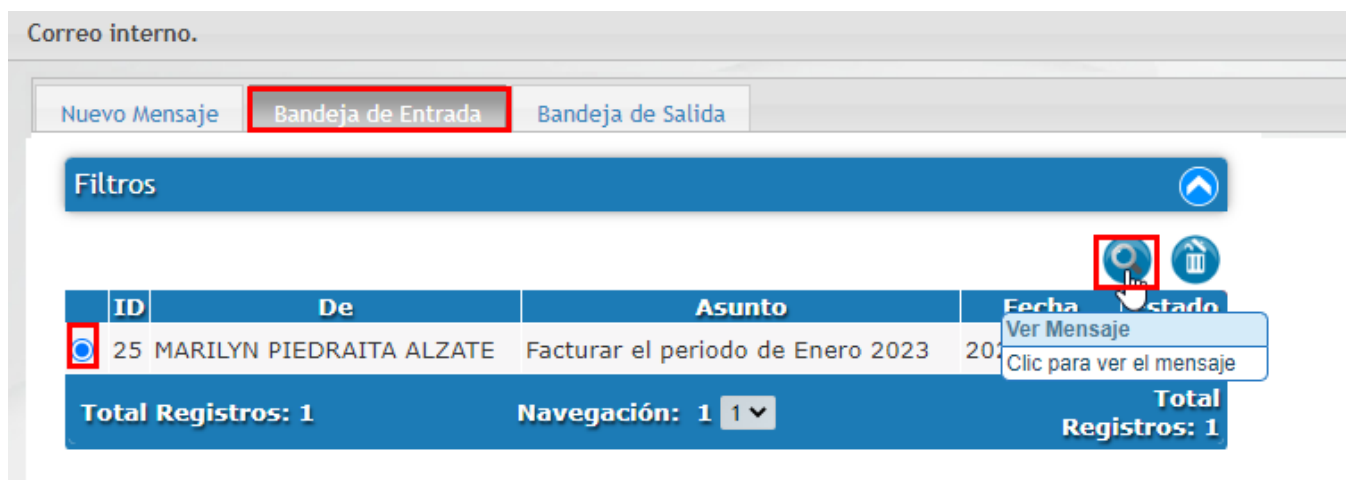 Correo interno.
Nuevo Mensaje Bandeja de Entrada Bandeja de Salida
Filtros
ID De Asunto Fecha
25 MARILYN PIEDRAITA ALZATE Facturar el periodo de Enero 2023
Ver Mensaje
Clic para ver el mensaje
Total Registros: 1 Navegación: 1 1 Total
Registros: 1